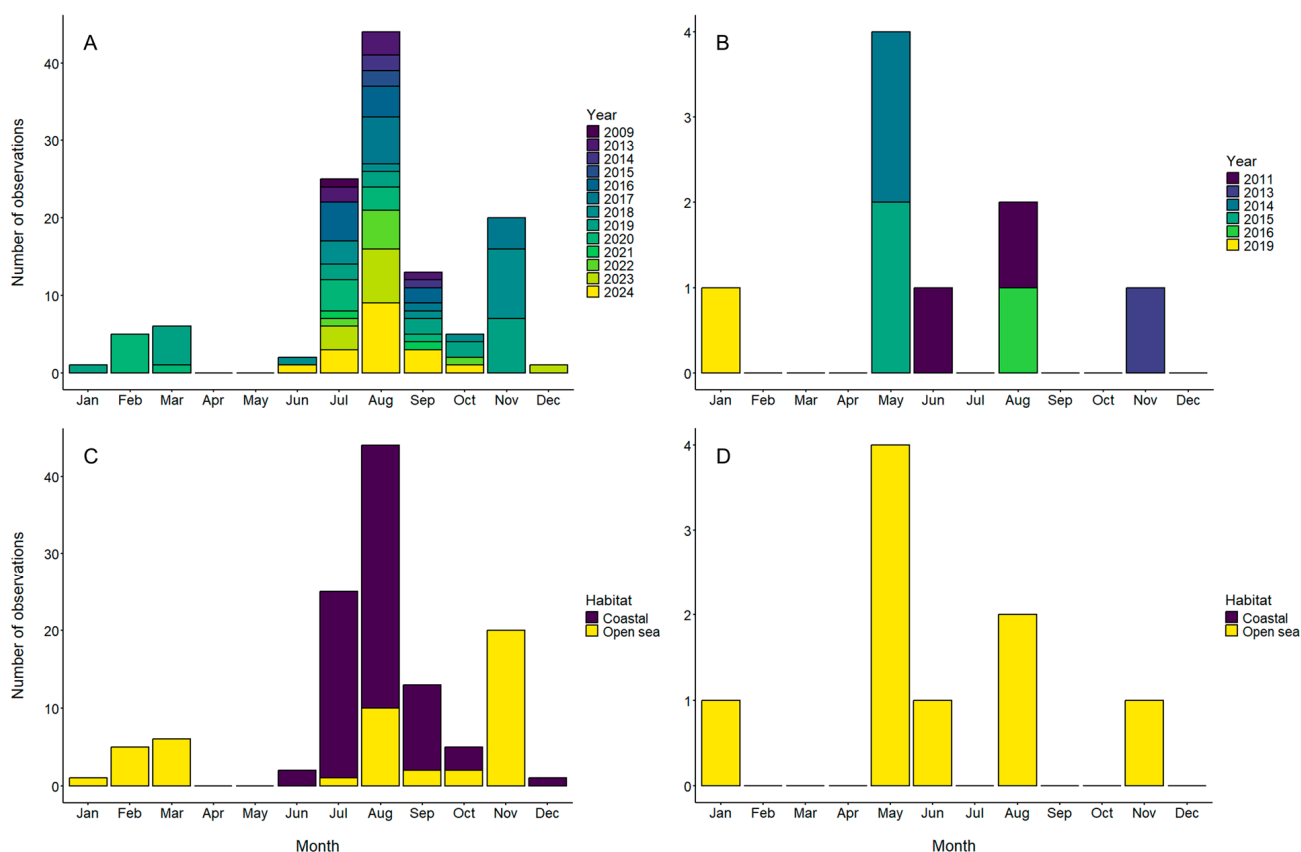 A
Number of observations
40
30
20
10
0
Jan Feb Mar Apr May Jun Jul Aug Sep Oct Nov Dec
Year
2009
2013
2014
2015
2016
2017
2018
2019
2020
2021
2022
2023
2024
B
4
3
2
1
0
Jan Feb Mar Apr May Jun Jul Aug Sep Oct Nov Dec
Year
2011
2013
2014
2015
2016
2019
C
Number of observations
40
30
20
10
0
Jan Feb Mar Apr May Jun Jul Aug Sep Oct Nov Dec
Month
Habitat
Coastal
Open sea
D
4
3
2
1
0
Jan Feb Mar Apr May Jun Jul Aug Sep Oct Nov Dec
Month
Habitat
Coastal
Open sea